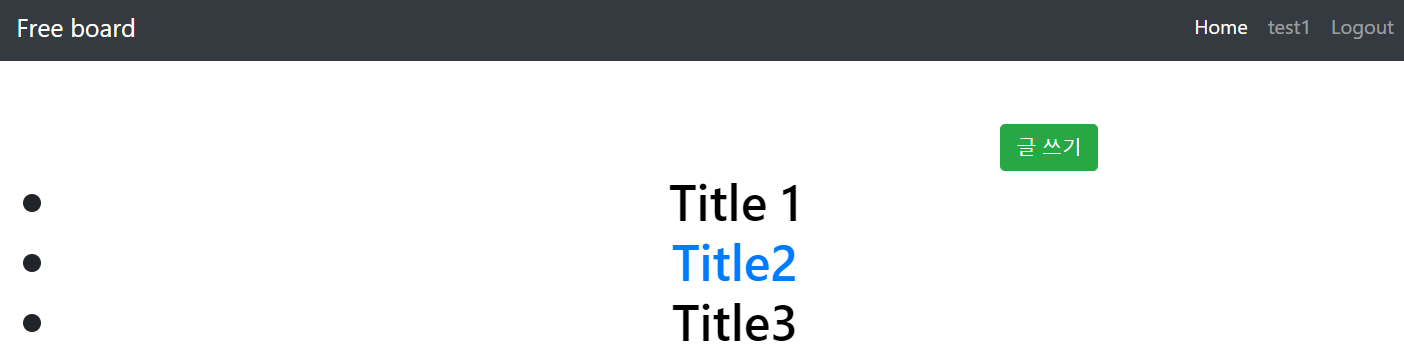 Free board Home test1 Logout
글 쓰기
Title 1
Title2
Title3